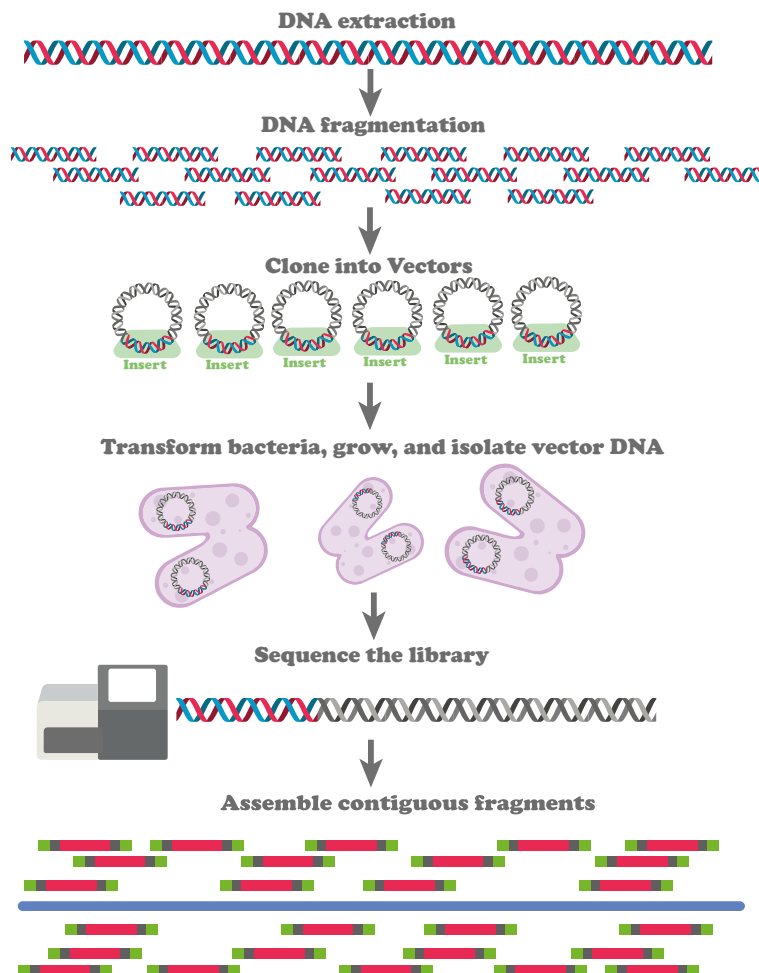 DNA extraction
DNA fragmentation
Clone into Vectors
Insert Insert Insert Insert Insert Insert
Transform bacteria, grow, and isolate vector DNA
Sequence the library
Assemble contiguous fragments